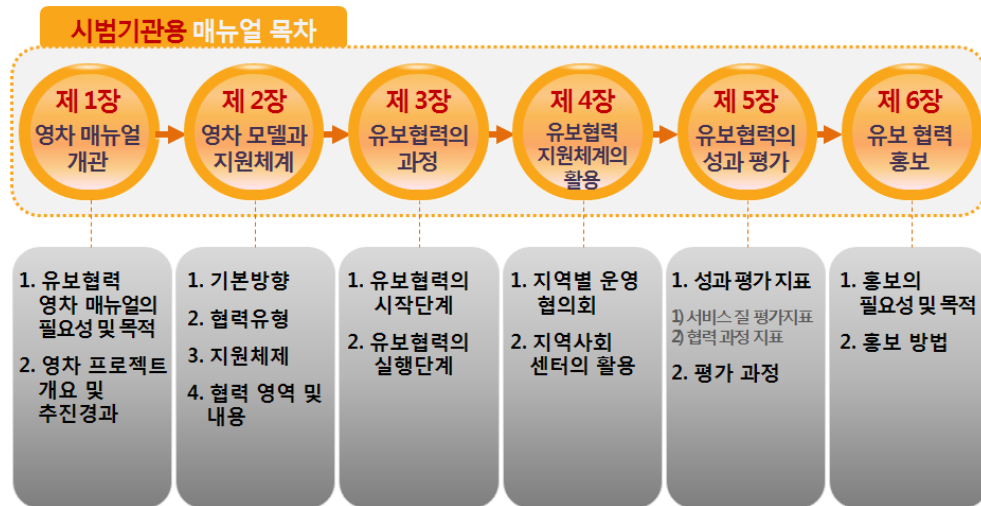 시범기관용 매뉴얼 목차
제 1장
영차 매뉴얼
개관
제 2장
영차 모델과
지원체계
제 3장
유보협력의
과정
제 4장
유보협력
지원체계의
활용
제 5장
유보협력의
성과 평가
제 6장
유보 협력
홍보
1. 유보협력
영차 매뉴얼의
필요성 및 목적
2. 영차 프로젝트
개요 및
추진경과
1. 기본방향
2. 협력유형
3. 지원체제
4. 협력 영역 및
내용
1. 유보협력의
시작단계
2. 유보협력의
실행단계
1. 지역별 운영
협의회
2. 지역사회
센터의 활용
1. 성과 평가 지표
1) 서비스 질 평가지표
2) 협력 과정 지표
2. 평가 과정
1. 홍보의
필요성 및 목적
2. 홍보 방법